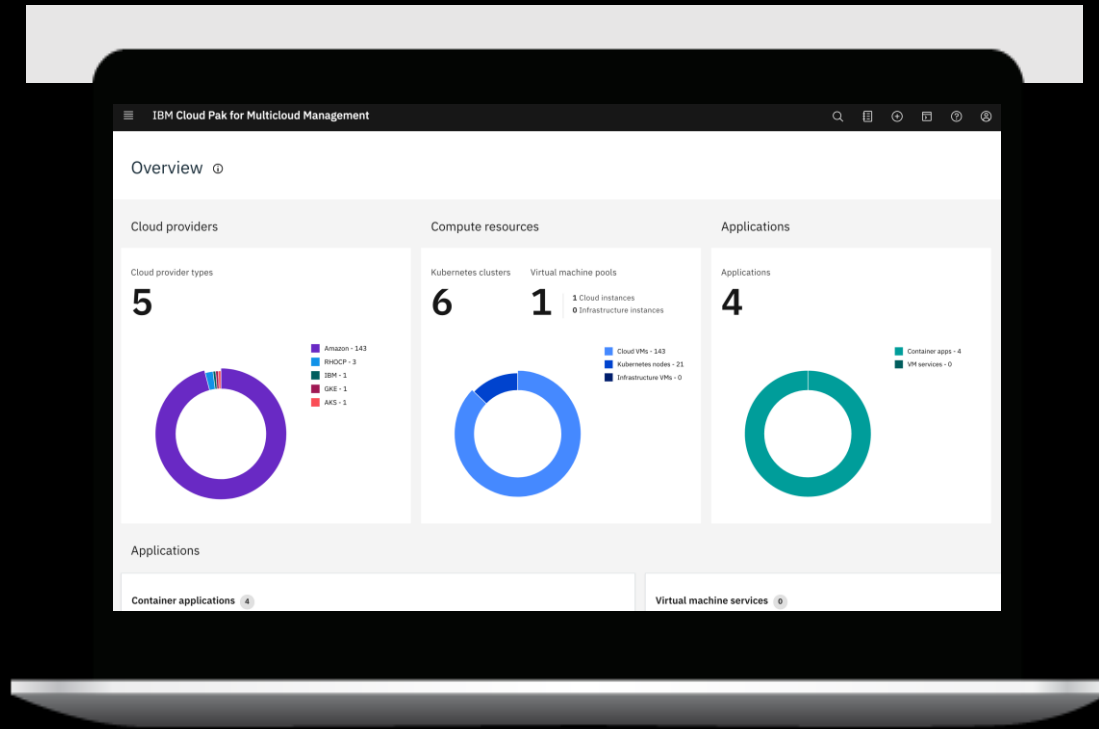 IBM Cloud Pak for Multicloud Management
Overview
Cloud providers
Compute resources
Applications
Cloud provider types
5
Amazon - 143
RHOCP - 3
IBM - 1
GKE - 1
AKS - 1
Kubernetes clusters
6
Virtual machine pools
1
1 Cloud instances
0 Infrastructure instances
Cloud VMs - 143
Kubernetes nodes - 21
Infrastructure VMs - 0
Applications
4
Container apps - 4
VM services - 0
Applications
Container applications 4
Virtual machine services 0